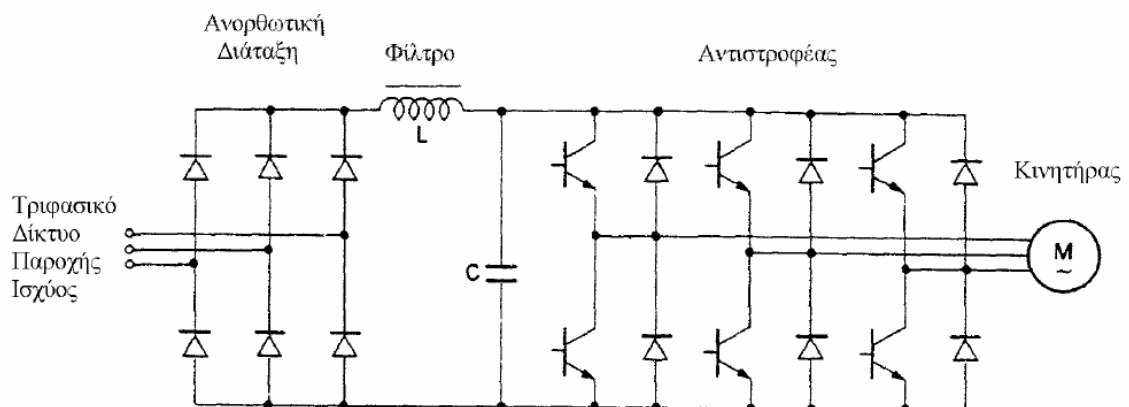 Ανορθωτική
Διάταξη
Φίλτρο
Αντιστροφέας
L
Κινητήρας
Τριφασικό
Δίκτυο
Παροχής
Ισχύος
C
M
~